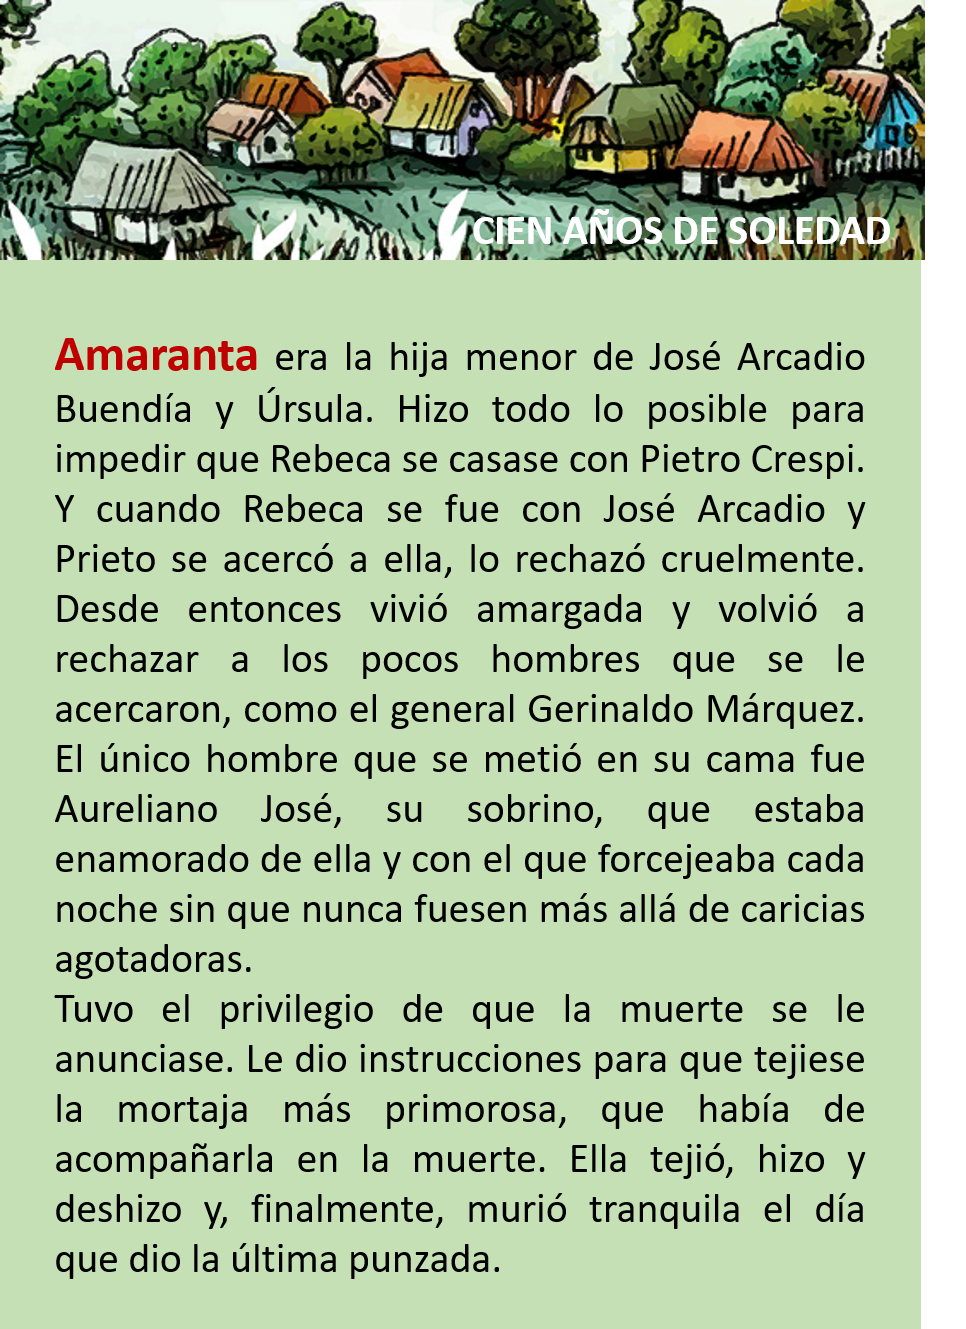 CIEN AÑOS DE SOLEDAD
Amaranta era la hija menor de José Arcadio
Buendía y Úrsula. Hizo todo lo posible para
impedir que Rebeca se casase con Pietro Crespi.
Y cuando Rebeca se fue con José Arcadio y
Prieto se acercó a ella, lo rechazó cruelmente.
Desde entonces vivió amargada y volvió a
rechazar a los pocos hombres que se le
acercaron, como el general Gerinaldo Márquez.
El único hombre que se metió en su cama fue
Aureliano José, su sobrino, que estaba
enamorado de ella y con el que forcejeaba cada
noche sin que nunca fuesen más allá de caricias
agotadoras.
Tuvo el privilegio de que la muerte se le
anunciase. Le dio instrucciones para que tejiese
la mortaja más primorosa, que había de
acompañarla en la muerte. Ella tejió, hizo y
deshizo y, finalmente, murió tranquila el día
que dio la última punzada.